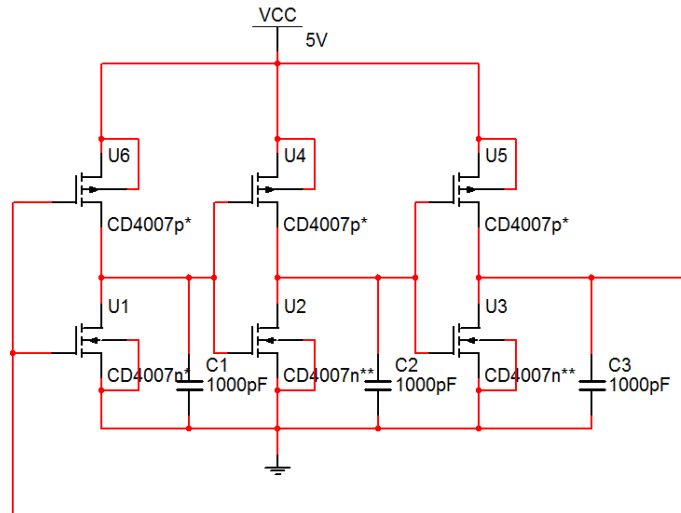 VCC
5V
U6
U4
U5
CD4007p*
CD4007p*
CD4007p*
U1
U2
U3
C1
C2
C3
CD4007n*
1000pF
CD4007n**
1000pF
CD4007n**
1000pF